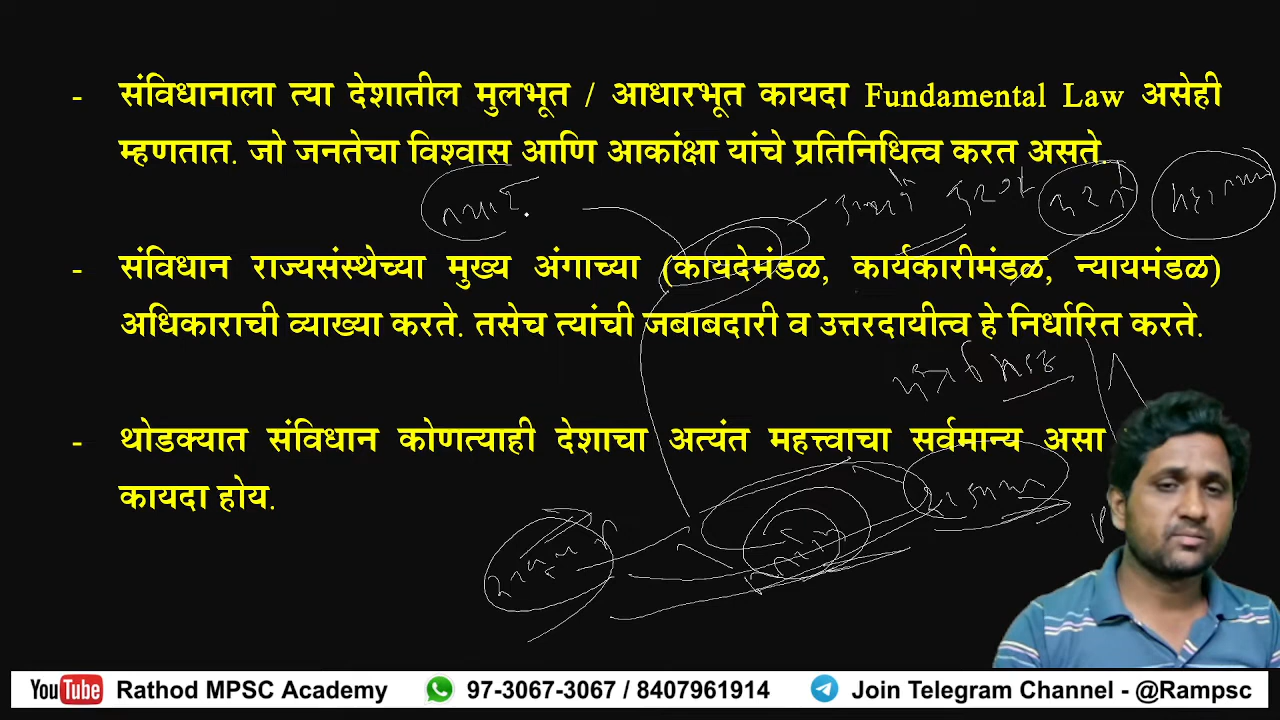 - संविधानाला त्या देशातील मुलभूत / आधारभूत कायदा Fundamental Law असेही
म्हणतात. जो जनतेचा विश्वास आणि आकांक्षा यांचे प्रतिनिधित्व करत असते.
- संविधान राज्यसंस्थेच्या मुख्य अंगाच्या (कायदेमंडळ, कार्यकारीमंडळ, न्यायमंडळ)
अधिकाराची व्याख्या करते. तसेच त्यांची जबाबदारी व उत्तरदायीत्व हे निर्धारित करते.
- थोडक्यात संविधान कोणत्याही देशाचा अत्यंत महत्त्वाचा सर्वमान्य असा
कायदा होय.
YouTube Rathod MPSC Academy 97-3067-3067 / 8407961914 Join Telegram Channel - @Rampsc